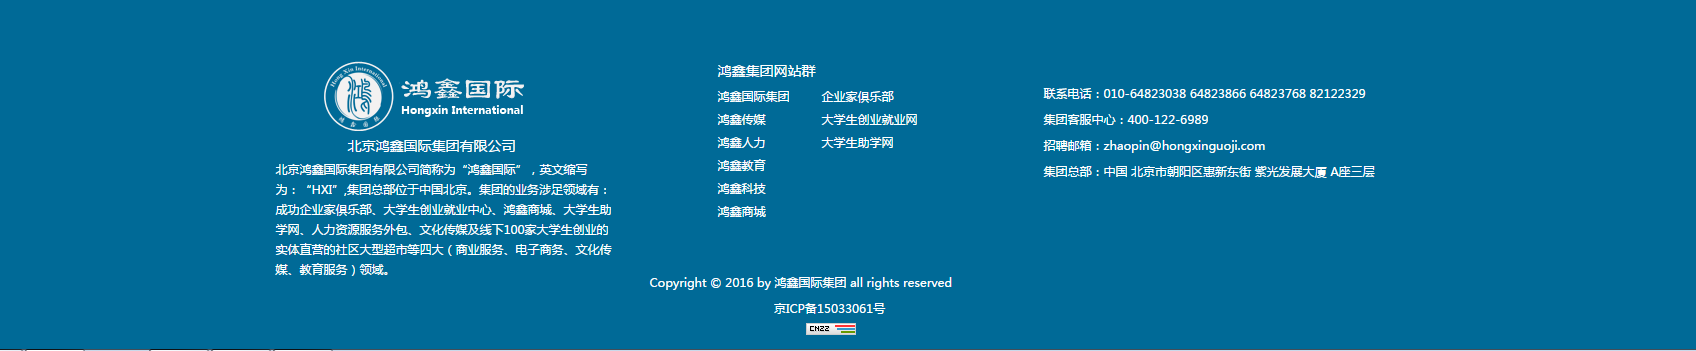 Hong Xin International
鸿鑫国际
鸿鑫国际
Hongxin International
北京鸿鑫国际集团有限公司
北京鸿鑫国际集团有限公司简称为“鸿鑫国际”，英文缩写
为：“HXI”,集团总部位于中国北京。集团的业务涉足领域有：
成功企业家俱乐部、大学生创业就业中心、鸿鑫商城、大学生助
学网、人力资源服务外包、文化传媒及线下100家大学生创业的
实体直营的社区大型超市等四大（商业服务、电子商务、文化传
媒、教育服务）领域。
鸿鑫集团网站群
鸿鑫国际集团 企业家俱乐部
鸿鑫传媒 大学生创业就业网
鸿鑫人力 大学生助学网
鸿鑫教育
鸿鑫科技
鸿鑫商城
联系电话：010-64823038 64823866 64823768 82122329
集团客服中心：400-122-6989
招聘邮箱：zhaopin@hongxinguoji.com
集团总部：中国 北京市朝阳区惠新东街 紫光发展大厦 A座三层
Copyright © 2016 by 鸿鑫国际集团 all rights reserved
京ICP备15033061号
CNZZ